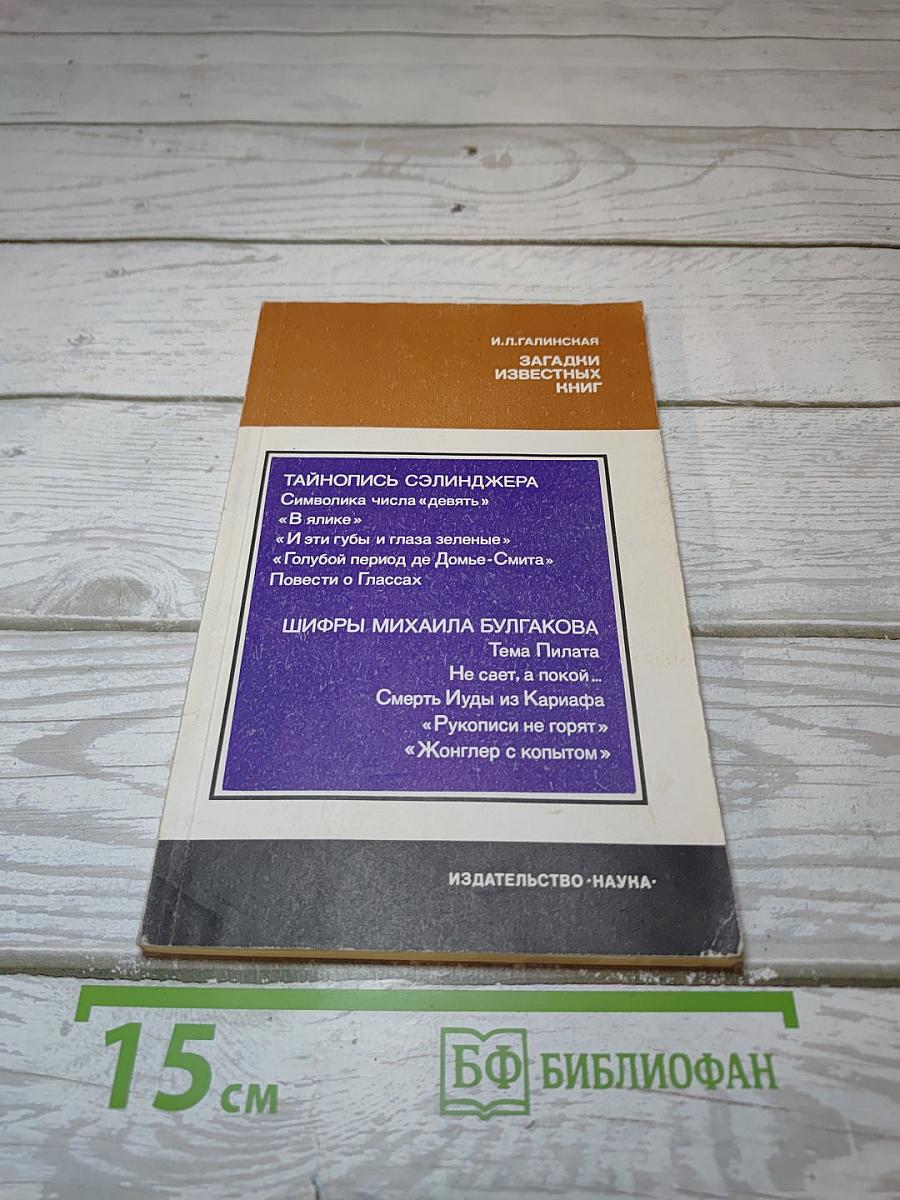 И.Л.ГАЛИНСКАЯ
ЗАГАДКИ
ИЗВЕСТНЫХ
КНИГ
ТАЙНОПИСЬ СЭЛИНДЖЕРА
Символика числа «девять»
«В ялике»
«И эти губы и глаза зеленые»
«Голубой период де Домье-Смита»
Повести о Глассах
ШИФРЫ МИХАИЛА БУЛГАКОВА
Тема Пилата
Не свет, а покой...
Смерть Иуды из Кариафа
«Рукописи не горят»
«Жонглер с копытом»
ИЗДАТЕЛЬСТВО ·НАУКА·
15 см
БФ БИБЛИОФАН